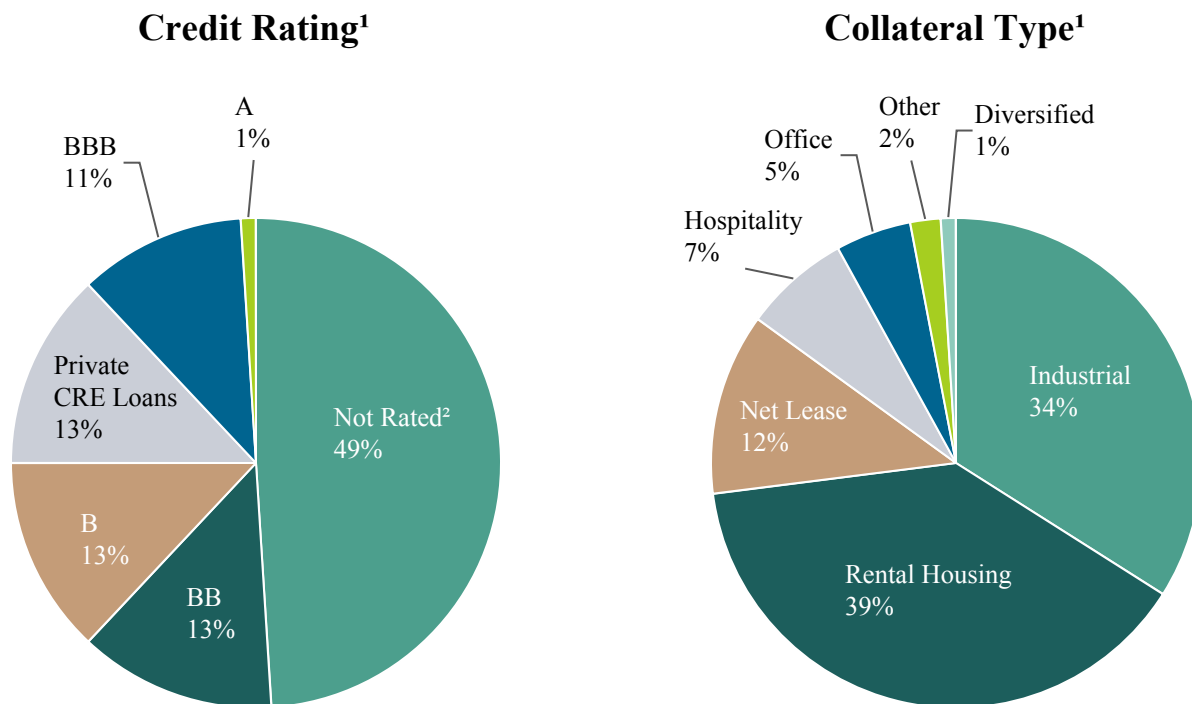 Credit Rating¹
A
1%
BBB
11%
Private
CRE Loans
13%
Not Rated²
49%
B
13%
BB
13%
Collateral Type¹
Other
2%
Diversified
1%
Office
5%
Hospitality
7%
Industrial
34%
Net Lease
12%
Rental Housing
39%